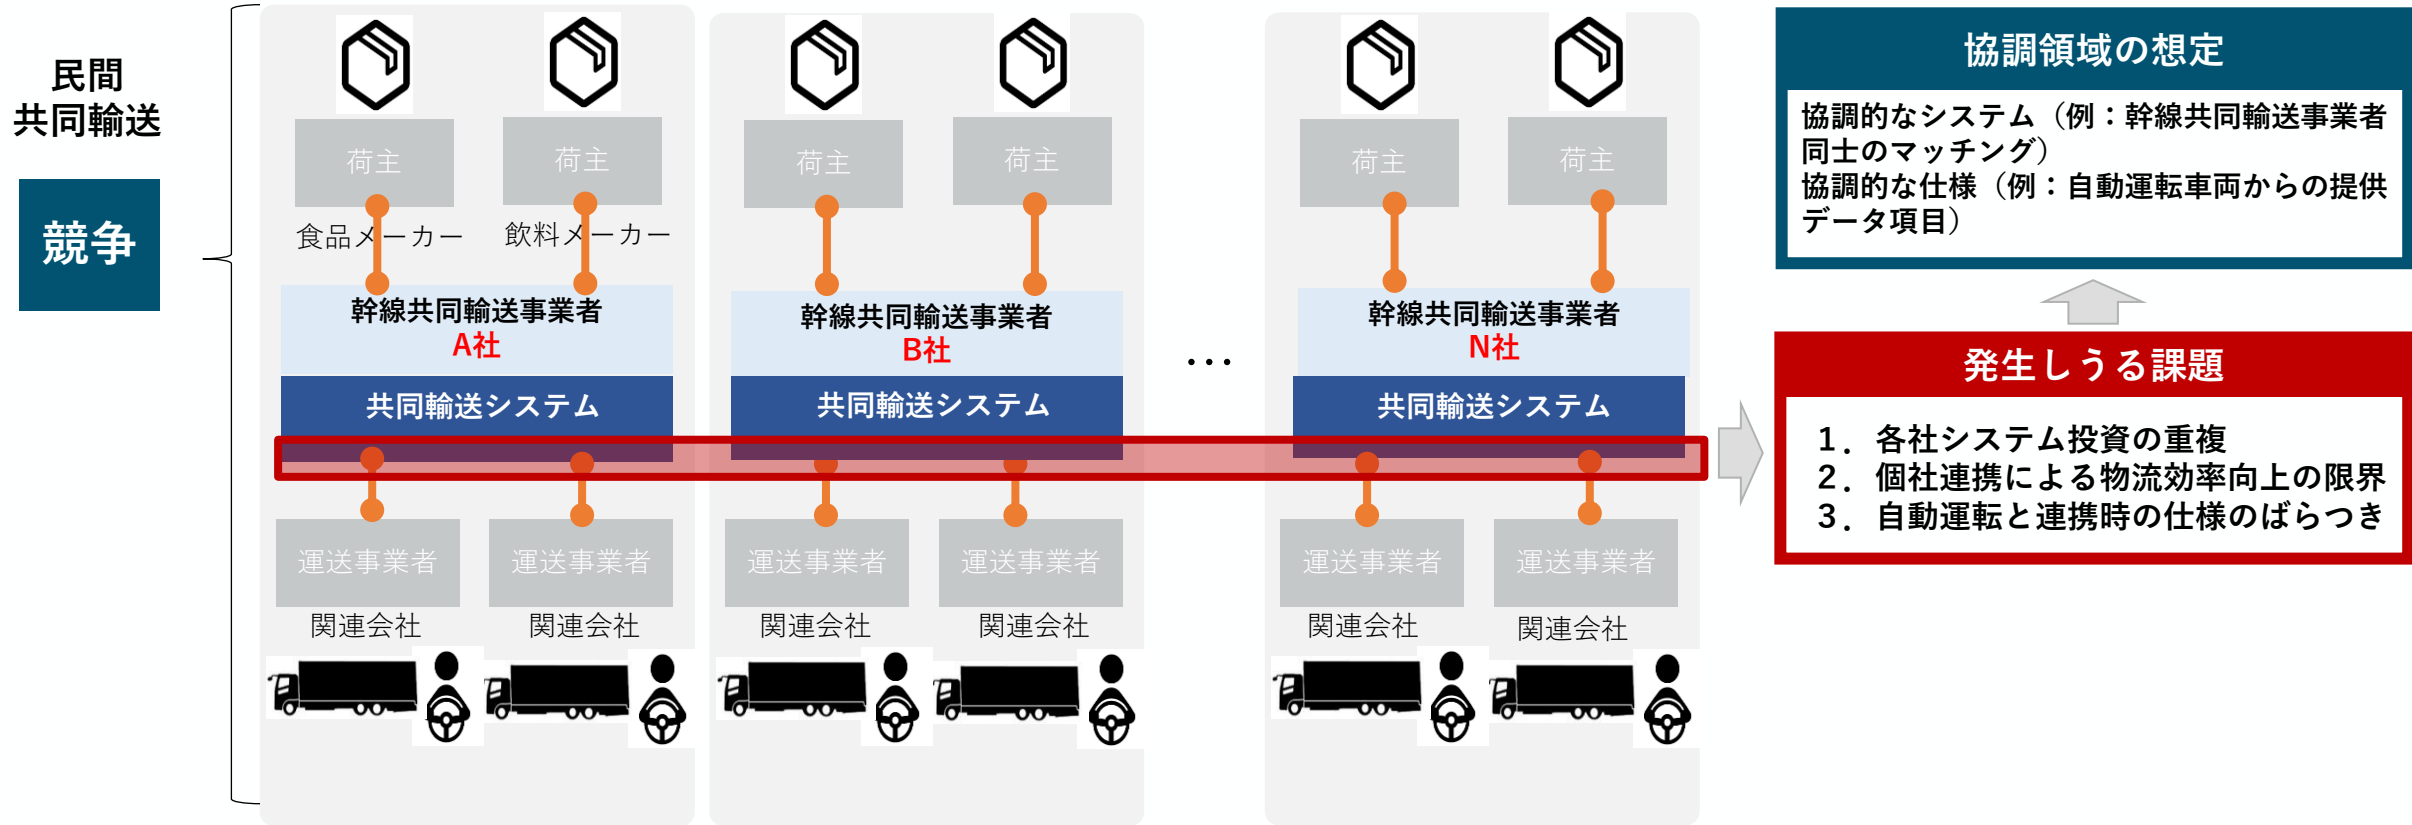 民間
共同輸送
競争
荷主
荷主
荷主
荷主
荷主
荷主
食品メーカー
飲料メーカー
幹線共同輸送事業者
A社
幹線共同輸送事業者
B社
…
幹線共同輸送事業者
N社
共同輸送システム
共同輸送システム
共同輸送システム
運送事業者
運送事業者
運送事業者
運送事業者
運送事業者
運送事業者
関連会社
関連会社
関連会社
関連会社
関連会社
関連会社
協調領域の想定
協調的なシステム（例：幹線共同輸送事業者
同士のマッチング）
協調的な仕様（例：自動運転車両からの提供
データ項目）
発生しうる課題
1．各社システム投資の重複
2．個社連携による物流効率向上の限界
3．自動運転と連携時の仕様のばらつき